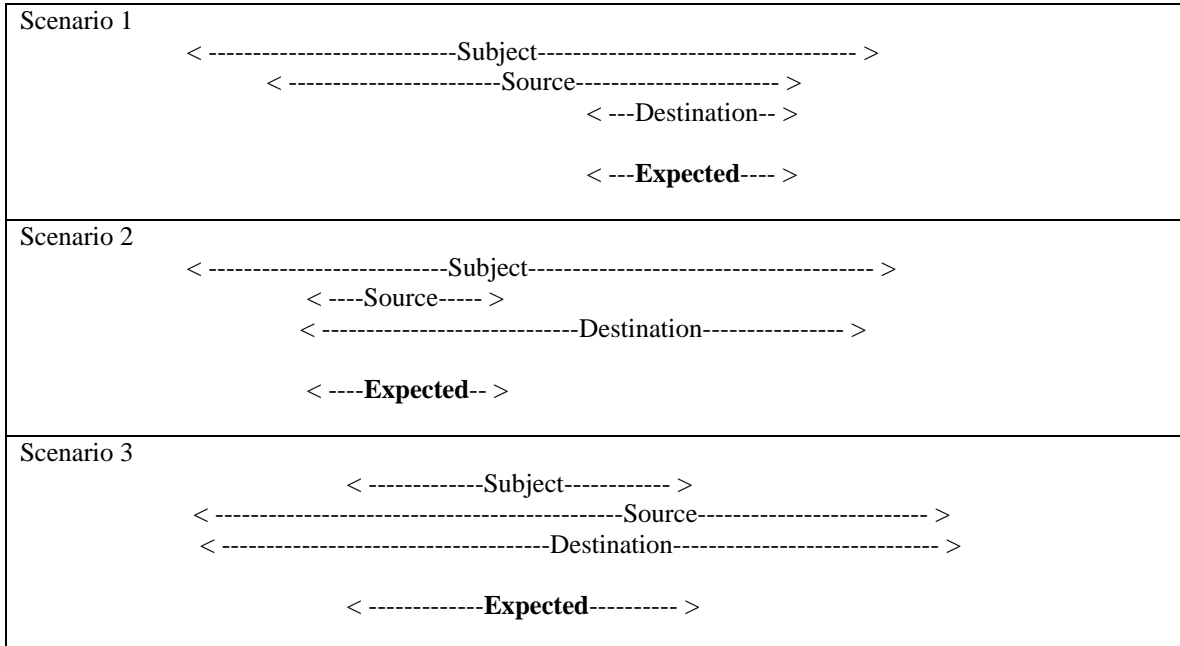 Scenario 1
< ----------------------------Subject------------------------------------ >
< ------------------------Source----------------------- >
< ---Destination-- >
< ---Expected---- >
Scenario 2
< ---------------------------Subject--------------------------------------- >
< ----Source----- >
< -----------------------------Destination---------------- >
< ----Expected-- >
Scenario 3
< -------------Subject------------ >
< ----------------------------------------------Source-------------------------- >
< -------------------------------------Destination------------------------------ >
< -------------Expected---------- >